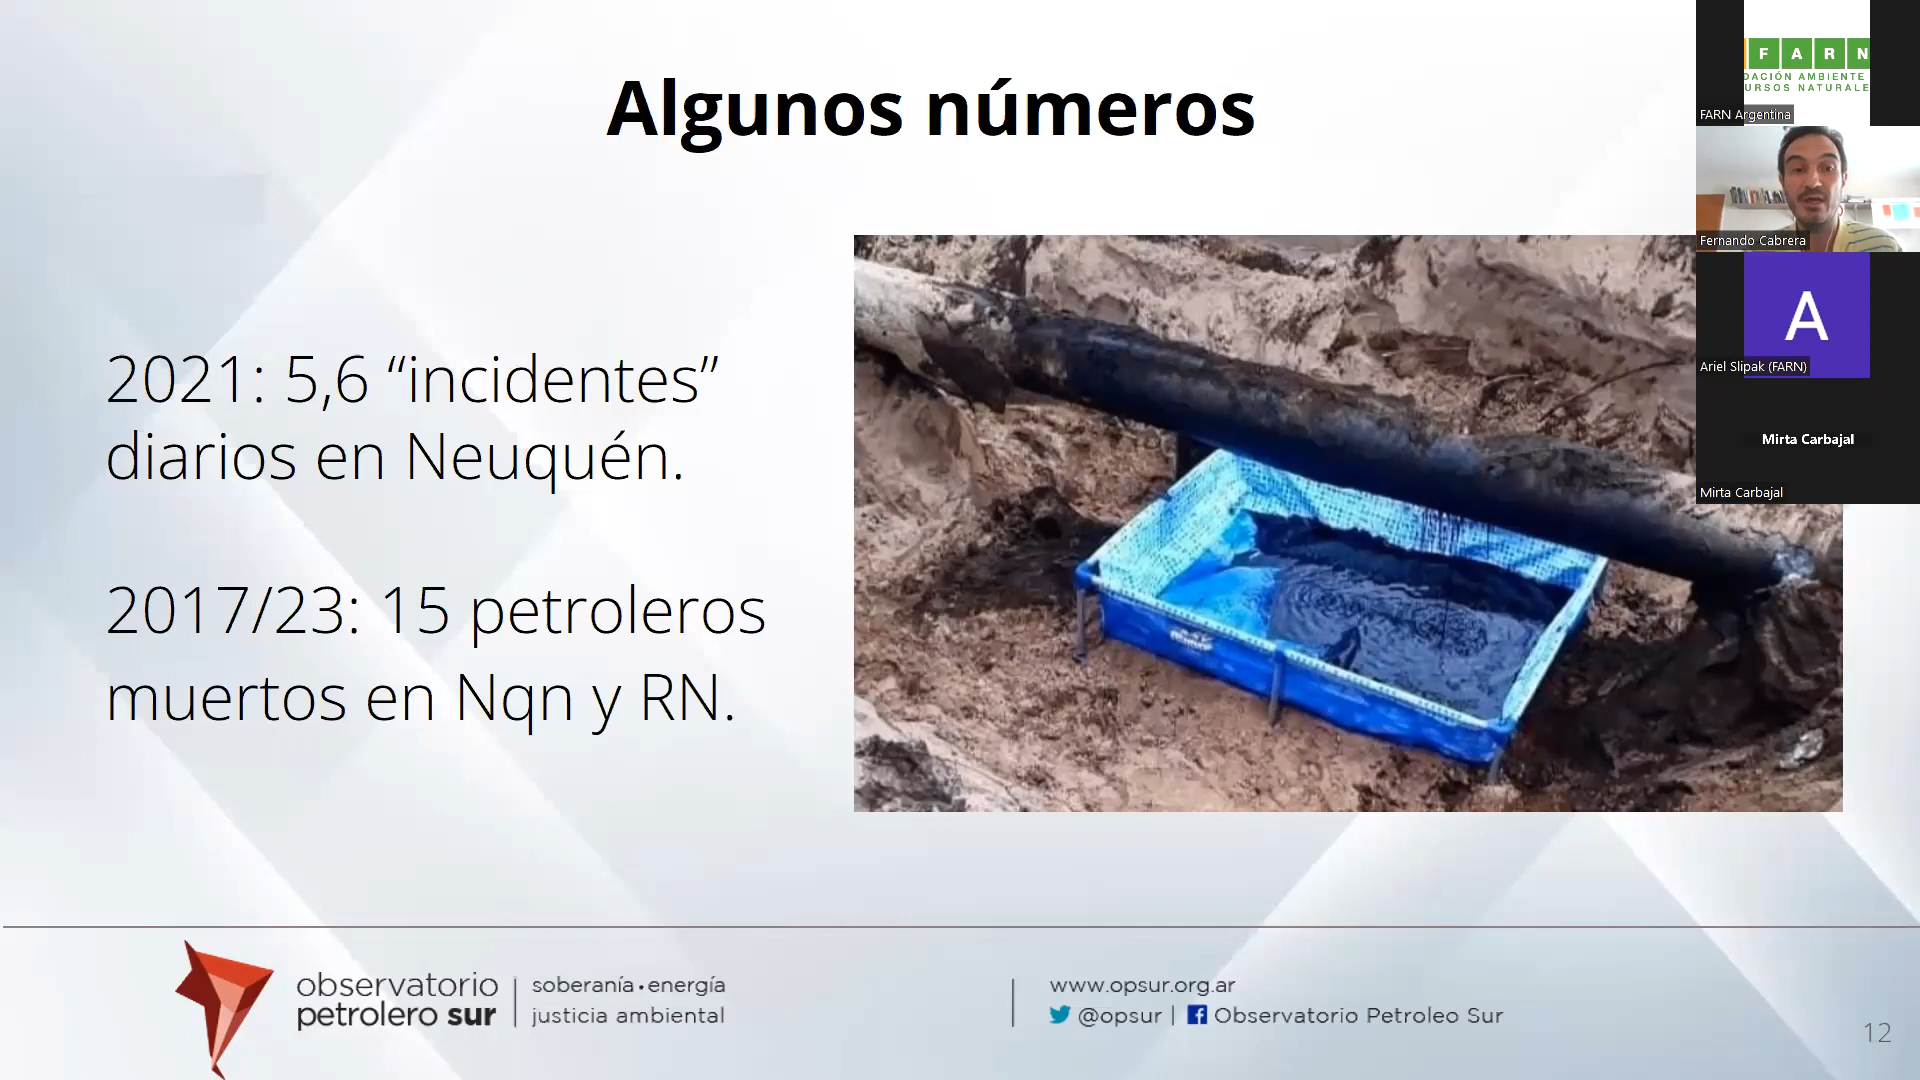 Algunos números
2021: 5,6 “incidentes”
diarios en Neuquén.
2017/23: 15 petroleros
muertos en Nqn y RN.
observatorio
petrolero sur
soberanía•energía
justicia ambiental
www.opsur.org.ar
@opsur | Observatorio Petroleo Sur
12
FARN
DACIÓN AMBIENTE
URSOS NATURALE
FARN Argentina
Fernando Cabrera
A
Ariel Slipak (FARN)
Mirta Carbajal
Mirta Carbajal